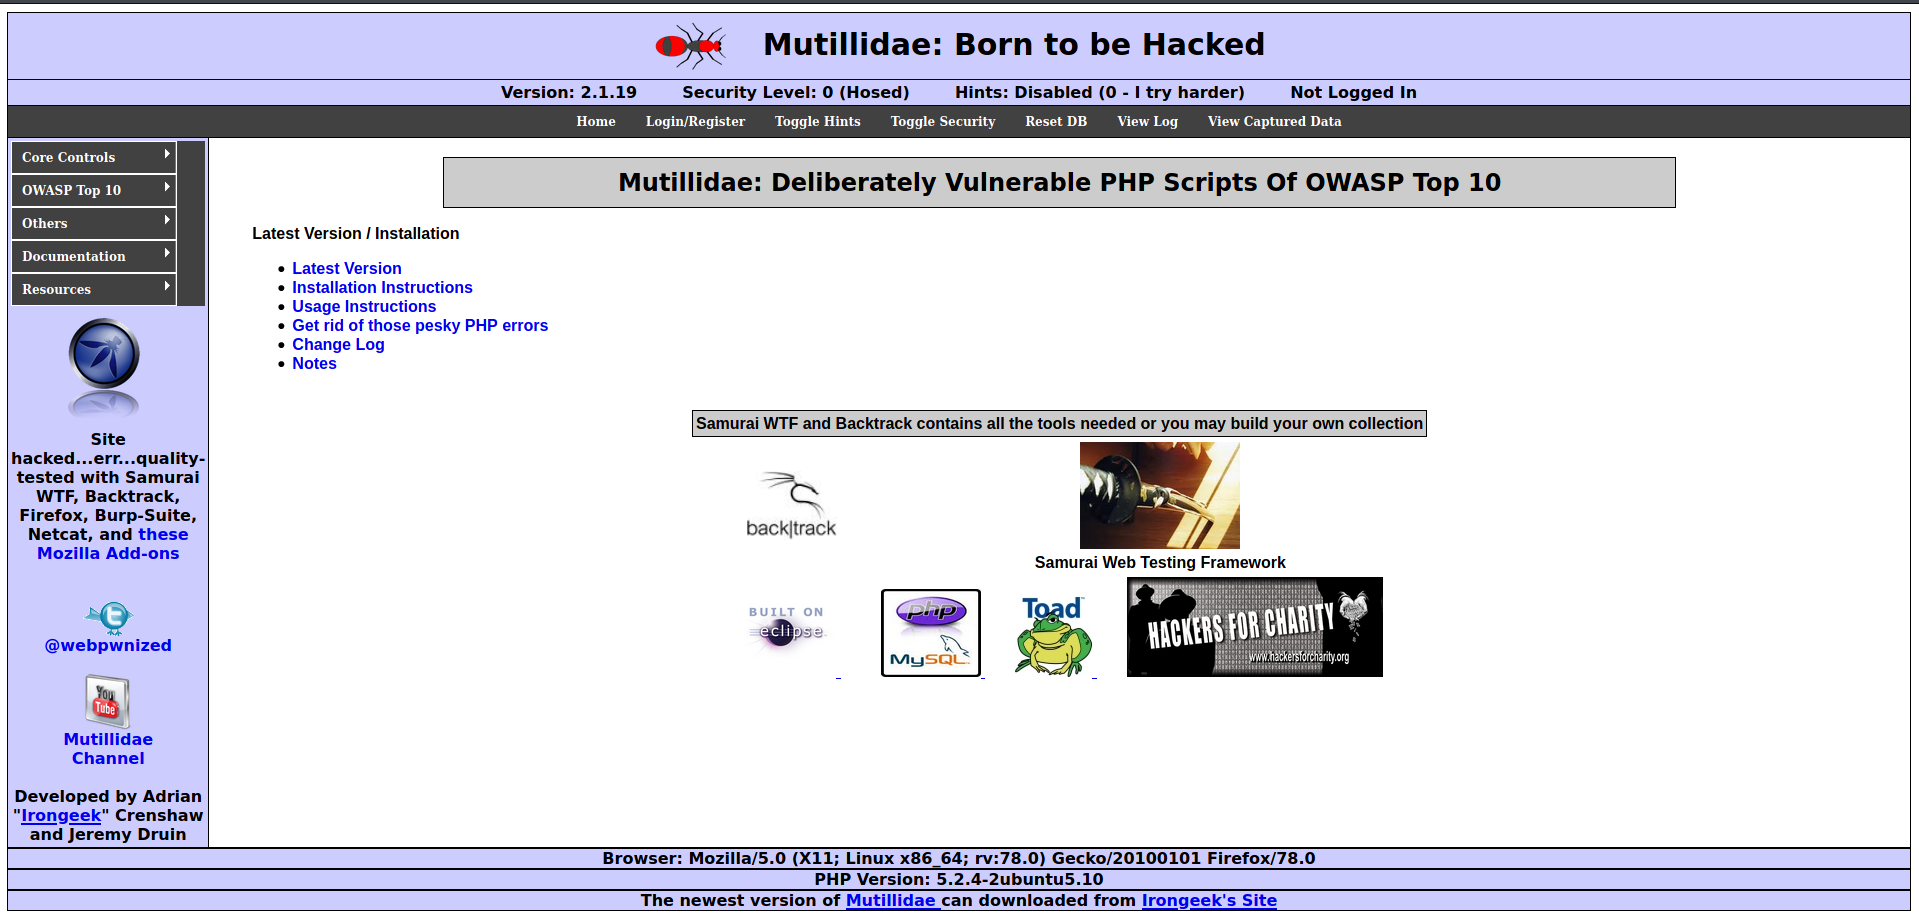 Mutillidae: Born to be Hacked
Version: 2.1.19 Security Level: 0 (Hosed) Hints: Disabled (0 - I try harder) Not Logged In
Home Login/Register Toggle Hints Toggle Security Reset DB View Log View Captured Data
Core Controls
OWASP Top 10
Others
Documentation
Resources
Site
hacked...err...quality-
tested with Samurai
WTF, Backtrack,
Firefox, Burp-Suite,
Netcat, and these
Mozilla Add-ons
@webpwnized
You
Tube
Mutillidae
Channel
Developed by Adrian
"Irongeek" Crenshaw
and Jeremy Druin
Mutillidae: Deliberately Vulnerable PHP Scripts Of OWASP Top 10
Latest Version / Installation
Latest Version
Installation Instructions
Usage Instructions
Get rid of those pesky PHP errors
Change Log
Notes
Samurai WTF and Backtrack contains all the tools needed or you may build your own collection
back|track
Samurai Web Testing Framework
BUILT ON
eclipse
php
MySQL
Toad
HACKERS FOR CHARITY
www.hackersforcharity.org
Browser: Mozilla/5.0 (X11; Linux x86_64; rv:78.0) Gecko/20100101 Firefox/78.0
PHP Version: 5.2.4-2ubuntu5.10
The newest version of Mutillidae can downloaded from Irongeek's Site